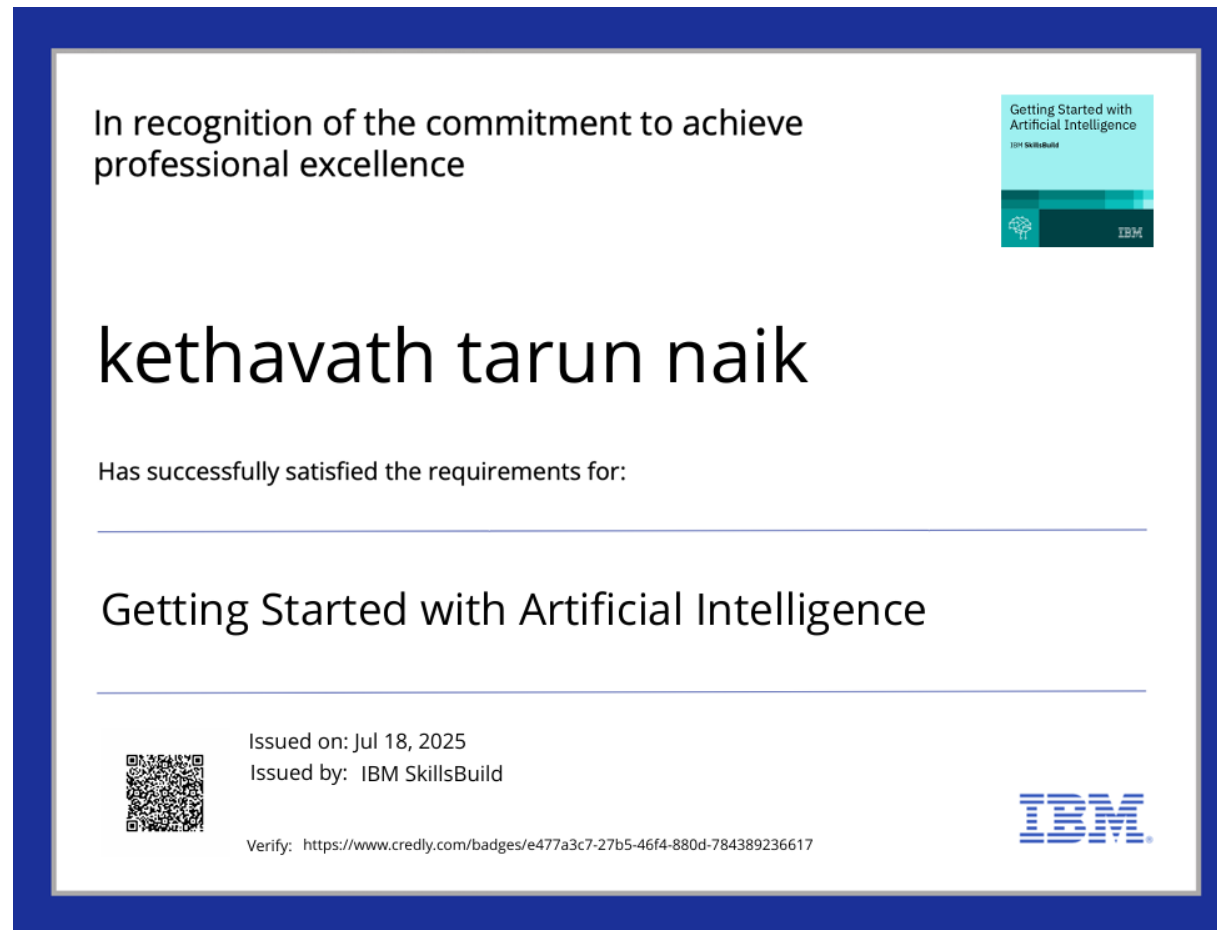 In recognition of the commitment to achieve
professional excellence
Getting Started with
Artificial Intelligence
IBM SkillsBuild
IBM
kethavath tarun naik
Has successfully satisfied the requirements for:
Getting Started with Artificial Intelligence
Issued on: Jul 18, 2025
Issued by: IBM SkillsBuild
Verify: https://www.credly.com/badges/e477a3c7-27b5-46f4-880d-784389236617
IBM®